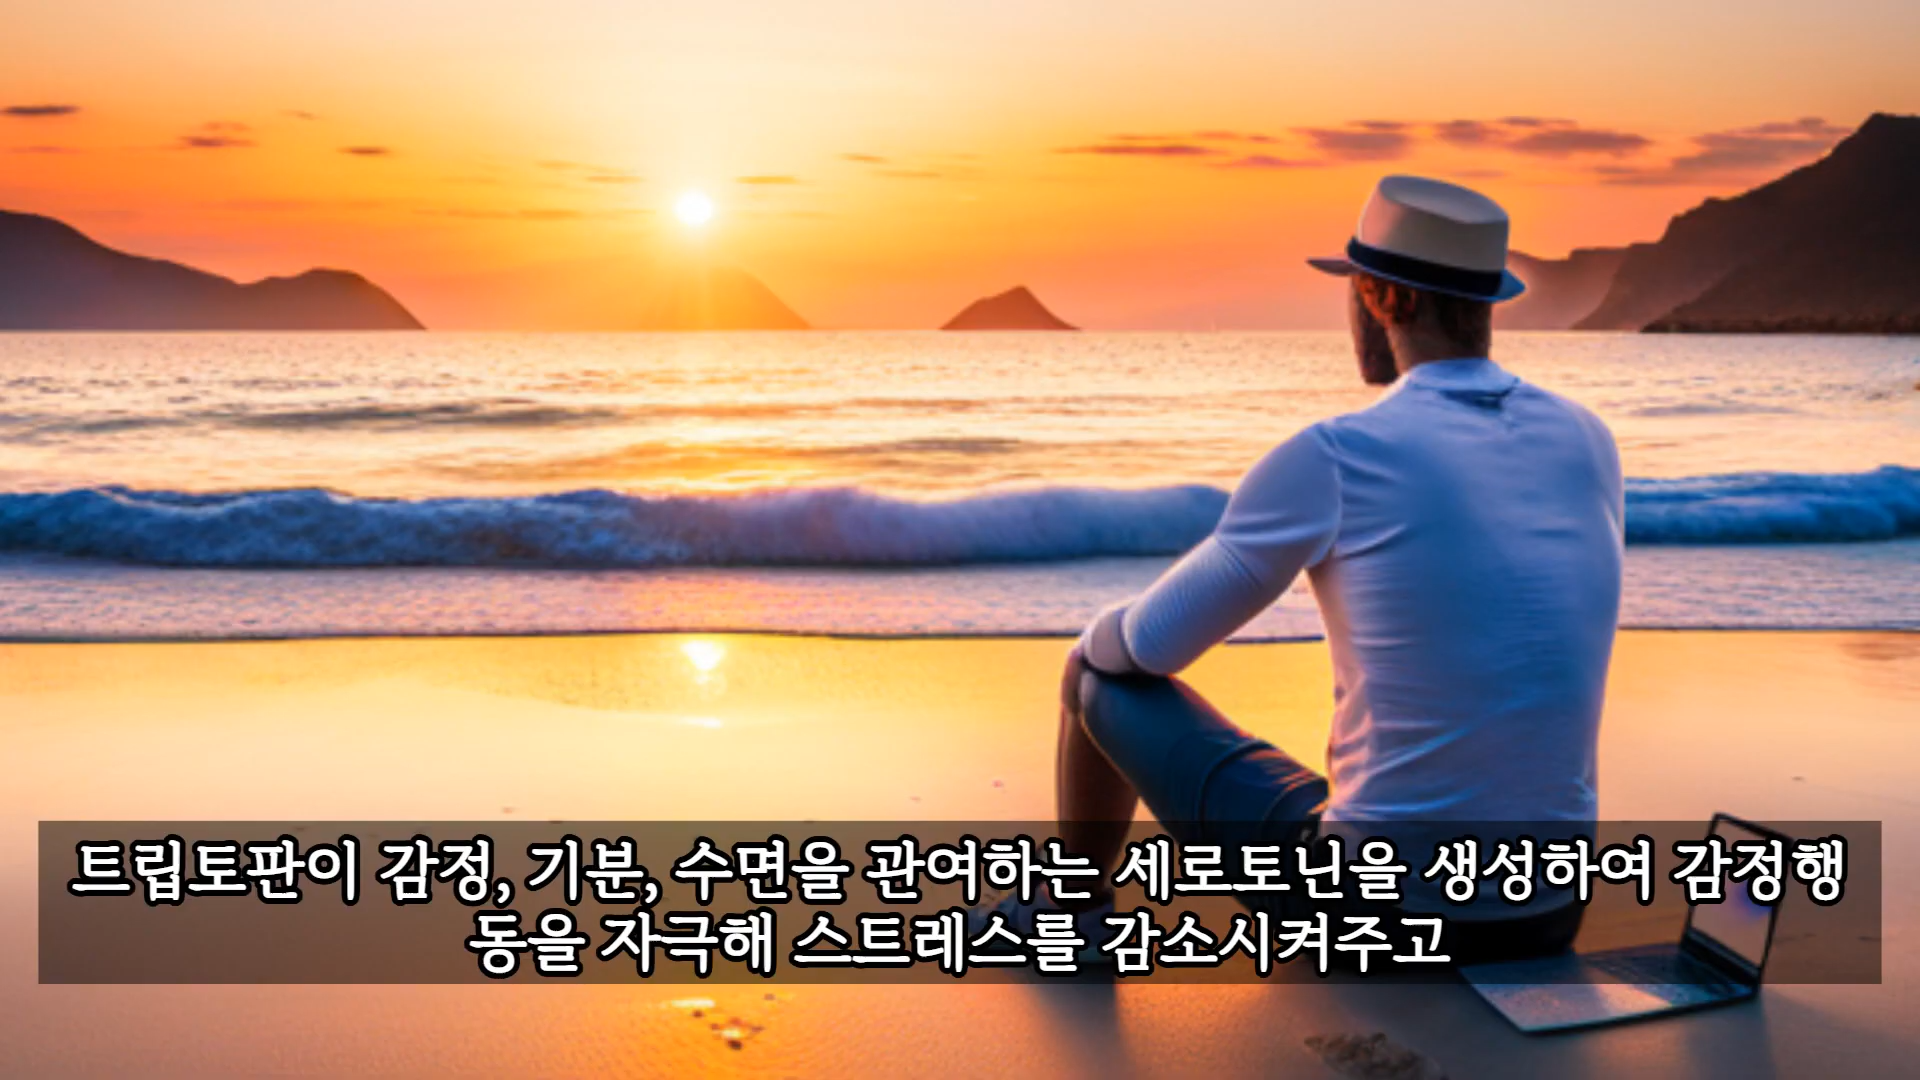 트립토판이 감정, 기분, 수면을 관여하는 세로토닌을 생성하여 감정행
동을 자극해 스트레스를 감소시켜주고